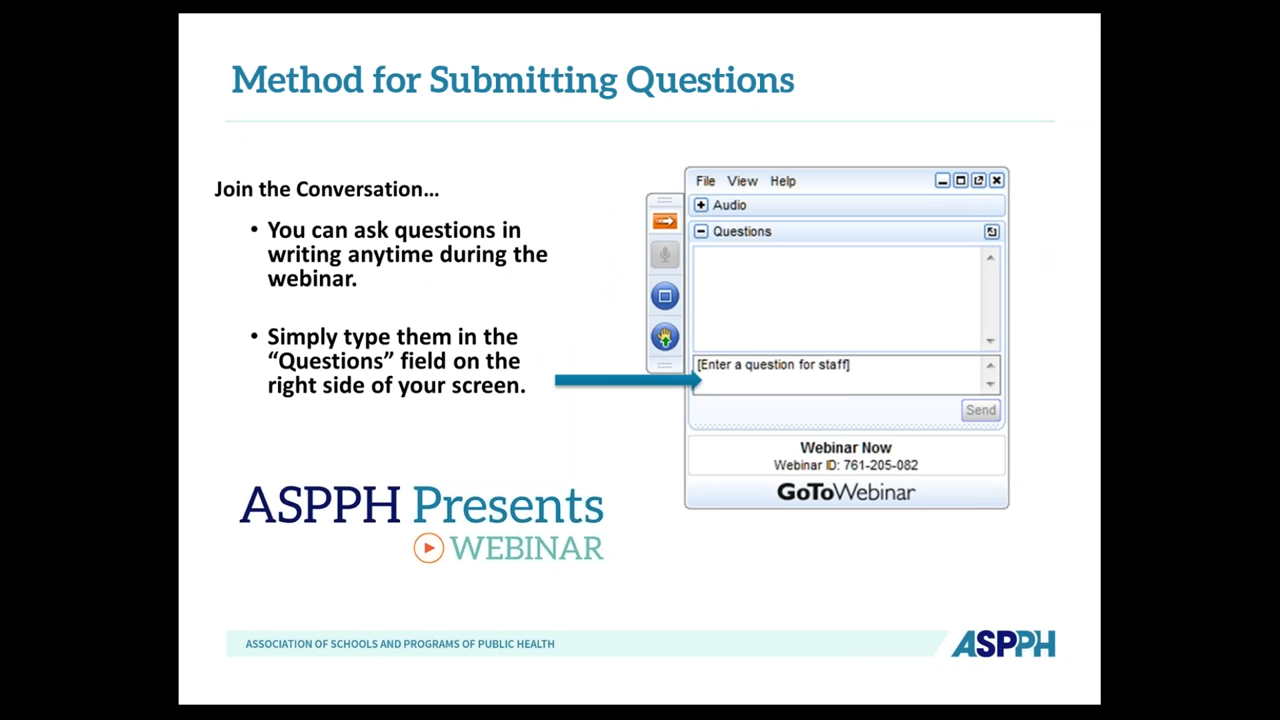 Method for Submitting Questions
Join the Conversation...
• You can ask questions in
writing anytime during the
webinar.
• Simply type them in the
“Questions” field on the
right side of your screen.
File View Help
Audio
Questions
[Enter a question for staff]
Send
Webinar Now
Webinar ID: 761-205-082
GoToWebinar
ASPPH Presents
WEBINAR
ASSOCIATION OF SCHOOLS AND PROGRAMS OF PUBLIC HEALTH
ASPPH